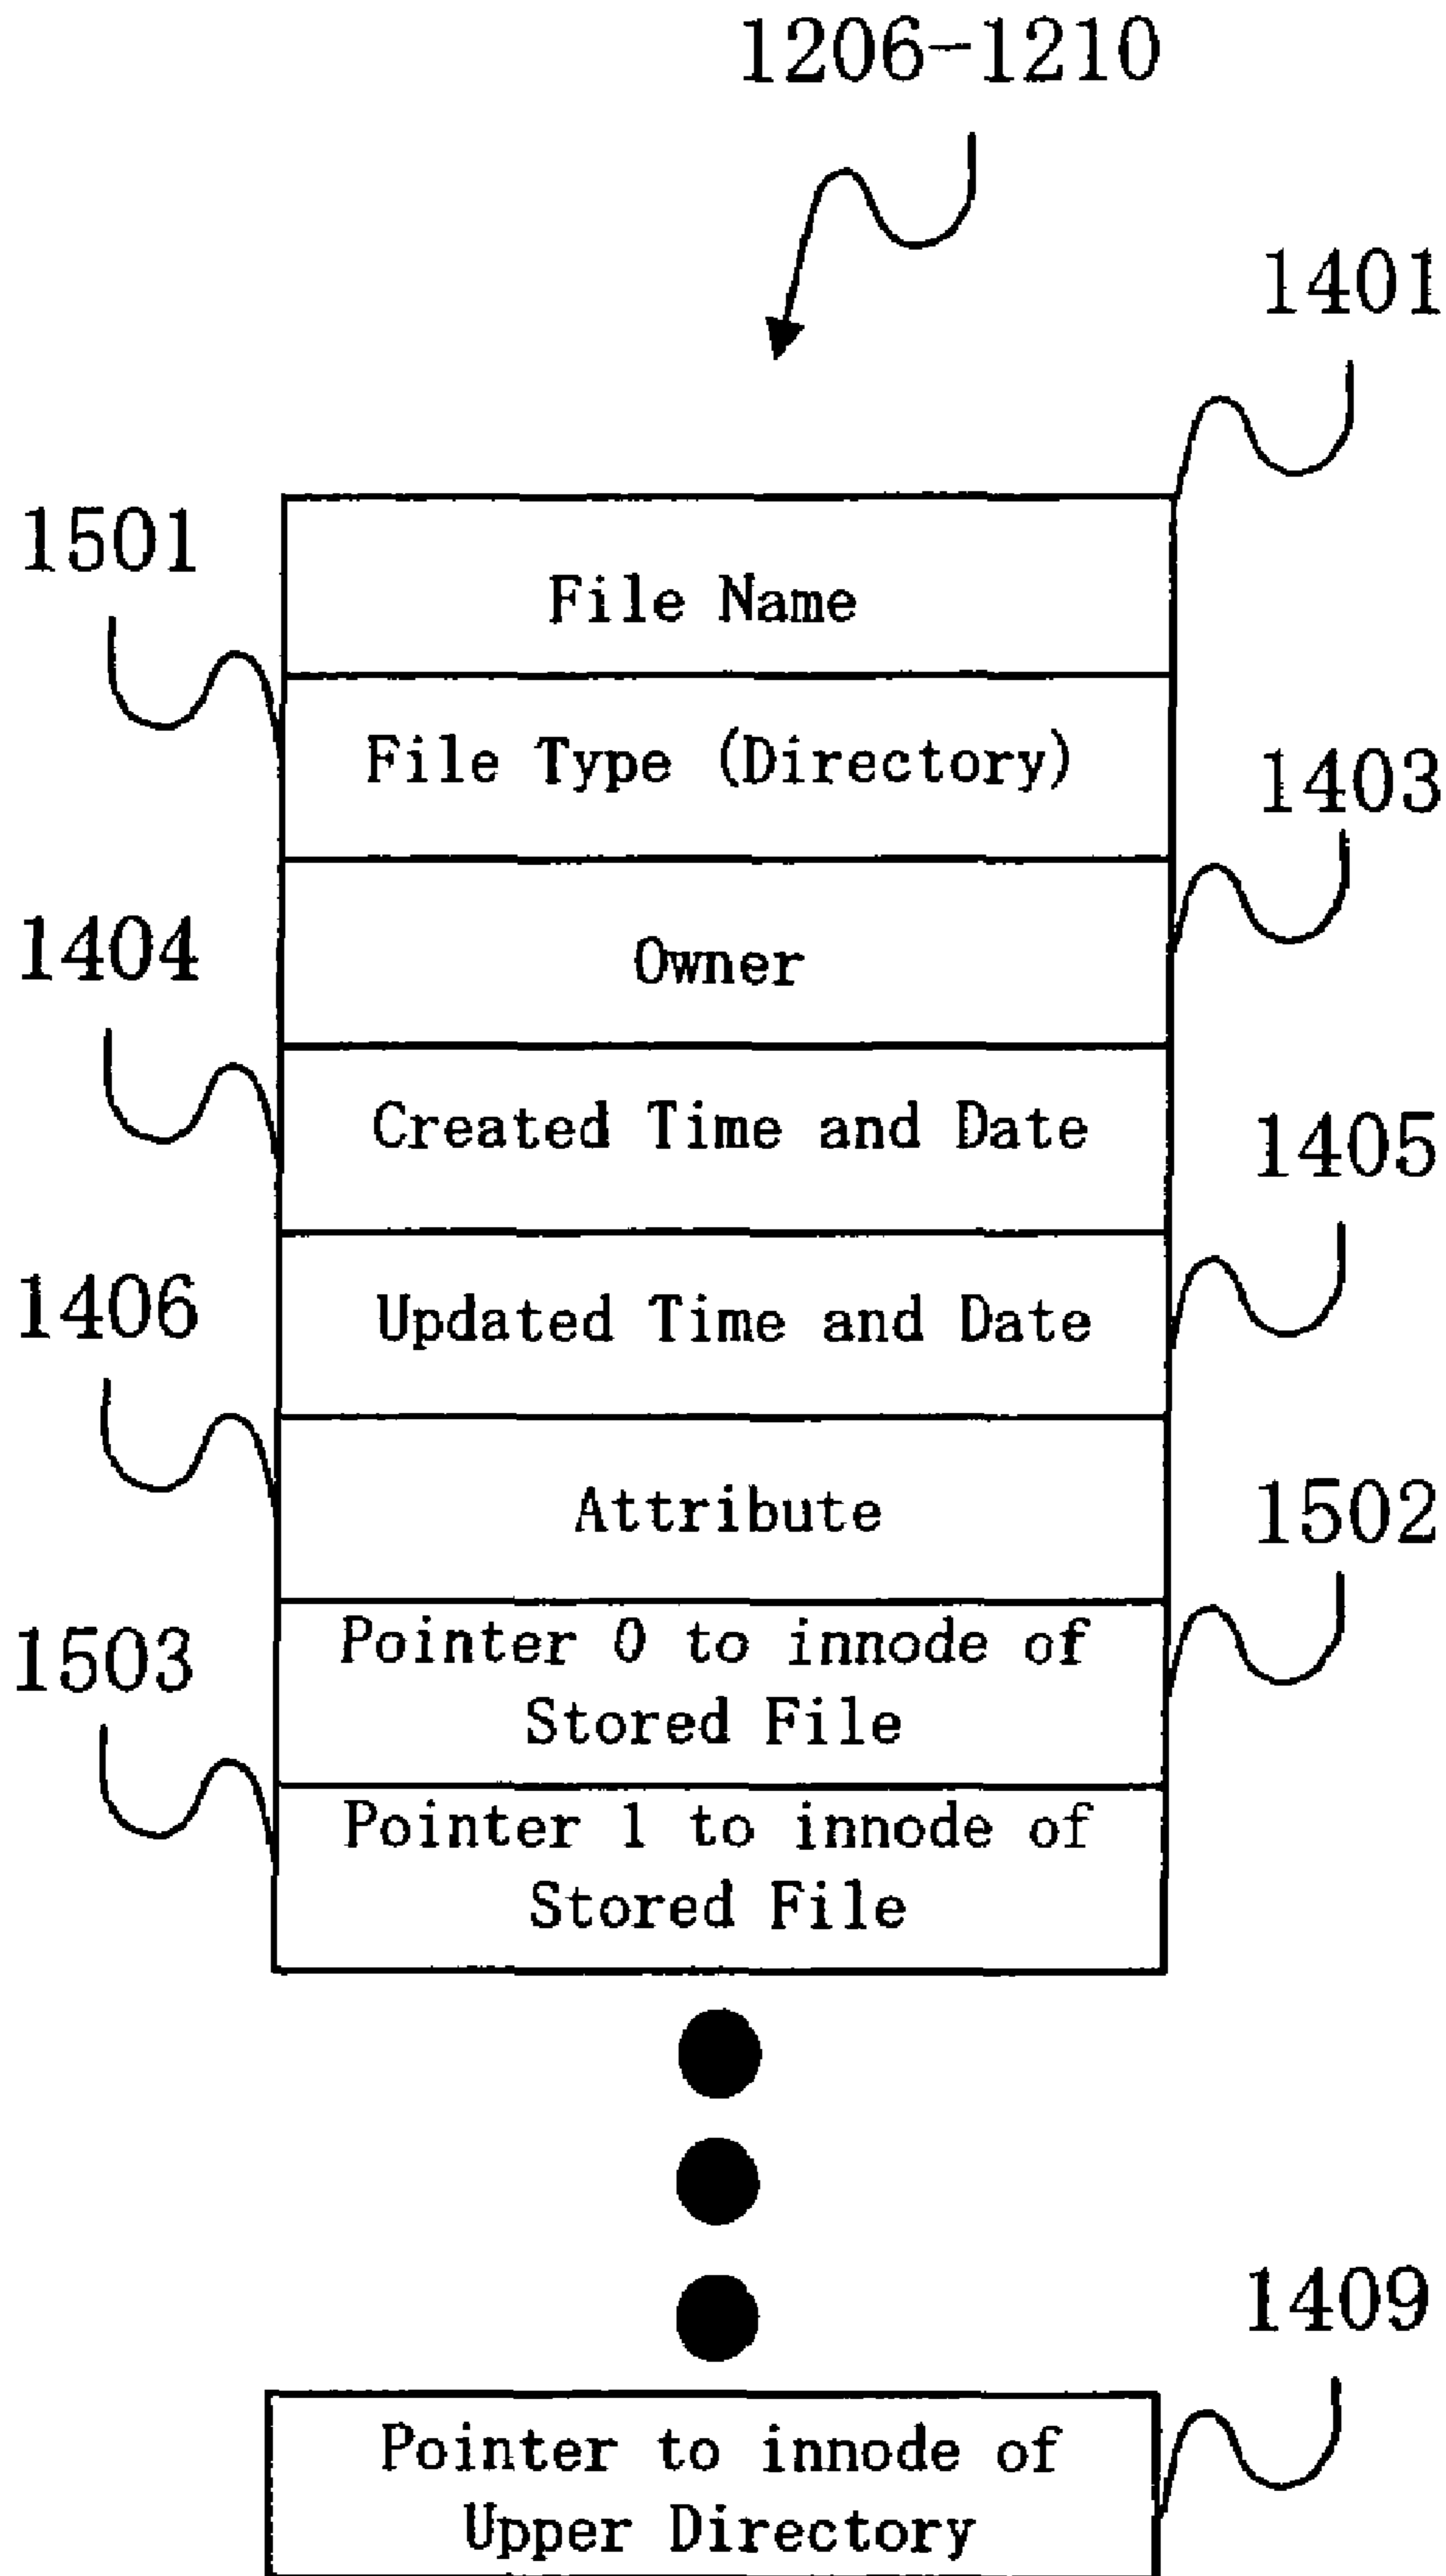 1206-1210
1401
1501
File Name
File Type (Directory)
1403
1404
Owner
Created Time and Date
1405
1406
Updated Time and Date
Attribute
1502
1503
Pointer 0 to innode of
Stored File
Pointer 1 to innode of
Stored File
1409
Pointer to innode of
Upper Directory